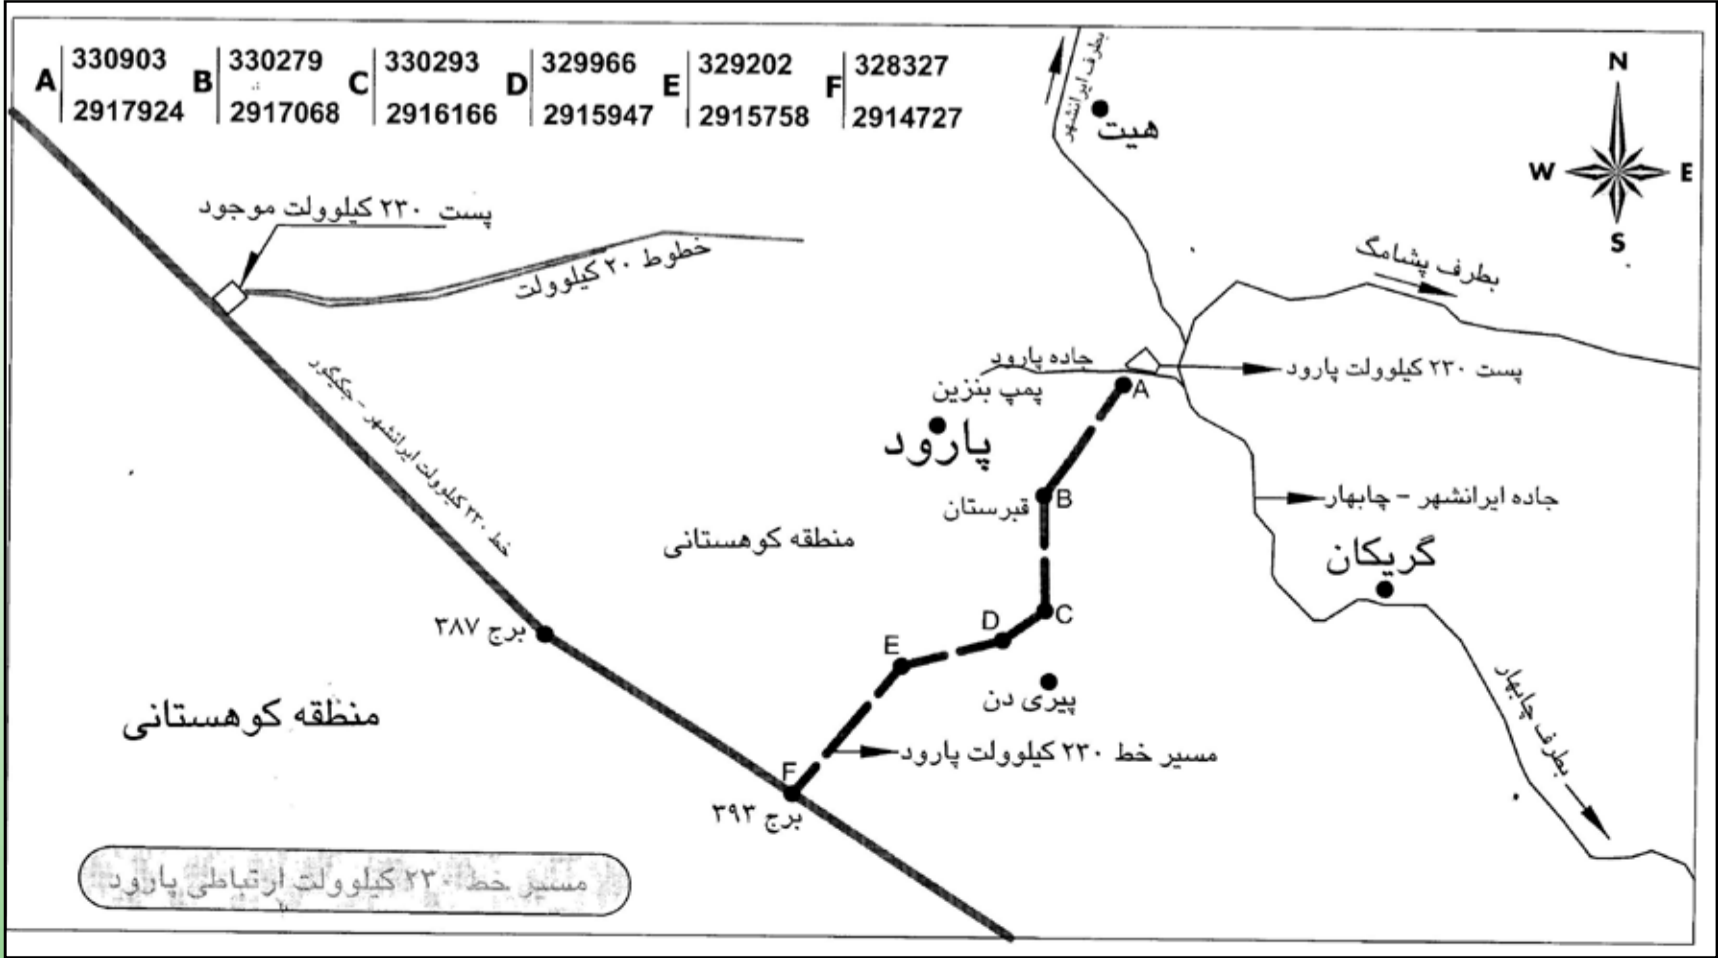 A 330903 2917924
B 330279 2917068
C 330293 2916166
D 329966 2915947
E 329202 2915758
F 328327 2914727
بطرف ایرانشهر
هیت
N
W E
S
پست ۲۳۰ کیلوولت موجود
خطوط ۲۰ کیلوولت
بطرف پشامگ
جاده پارود
پست ۲۳۰ کیلوولت پارود
پمپ بنزین
A
پارود
خط ۲۳۰ کیلوولت ایرانشهر - جکیگور
B
قبرستان
جاده ایرانشهر - چابهار
منطقه کوهستانی
گریکان
C
D
برج ۳۸۷
E
پیری دن
بطرف چابهار
منطقه کوهستانی
مسیر خط ۲۳۰ کیلوولت پارود
F
برج ۳۹۳
مسیر خط ۲۳۰ کیلوولت ارتباطی پارود